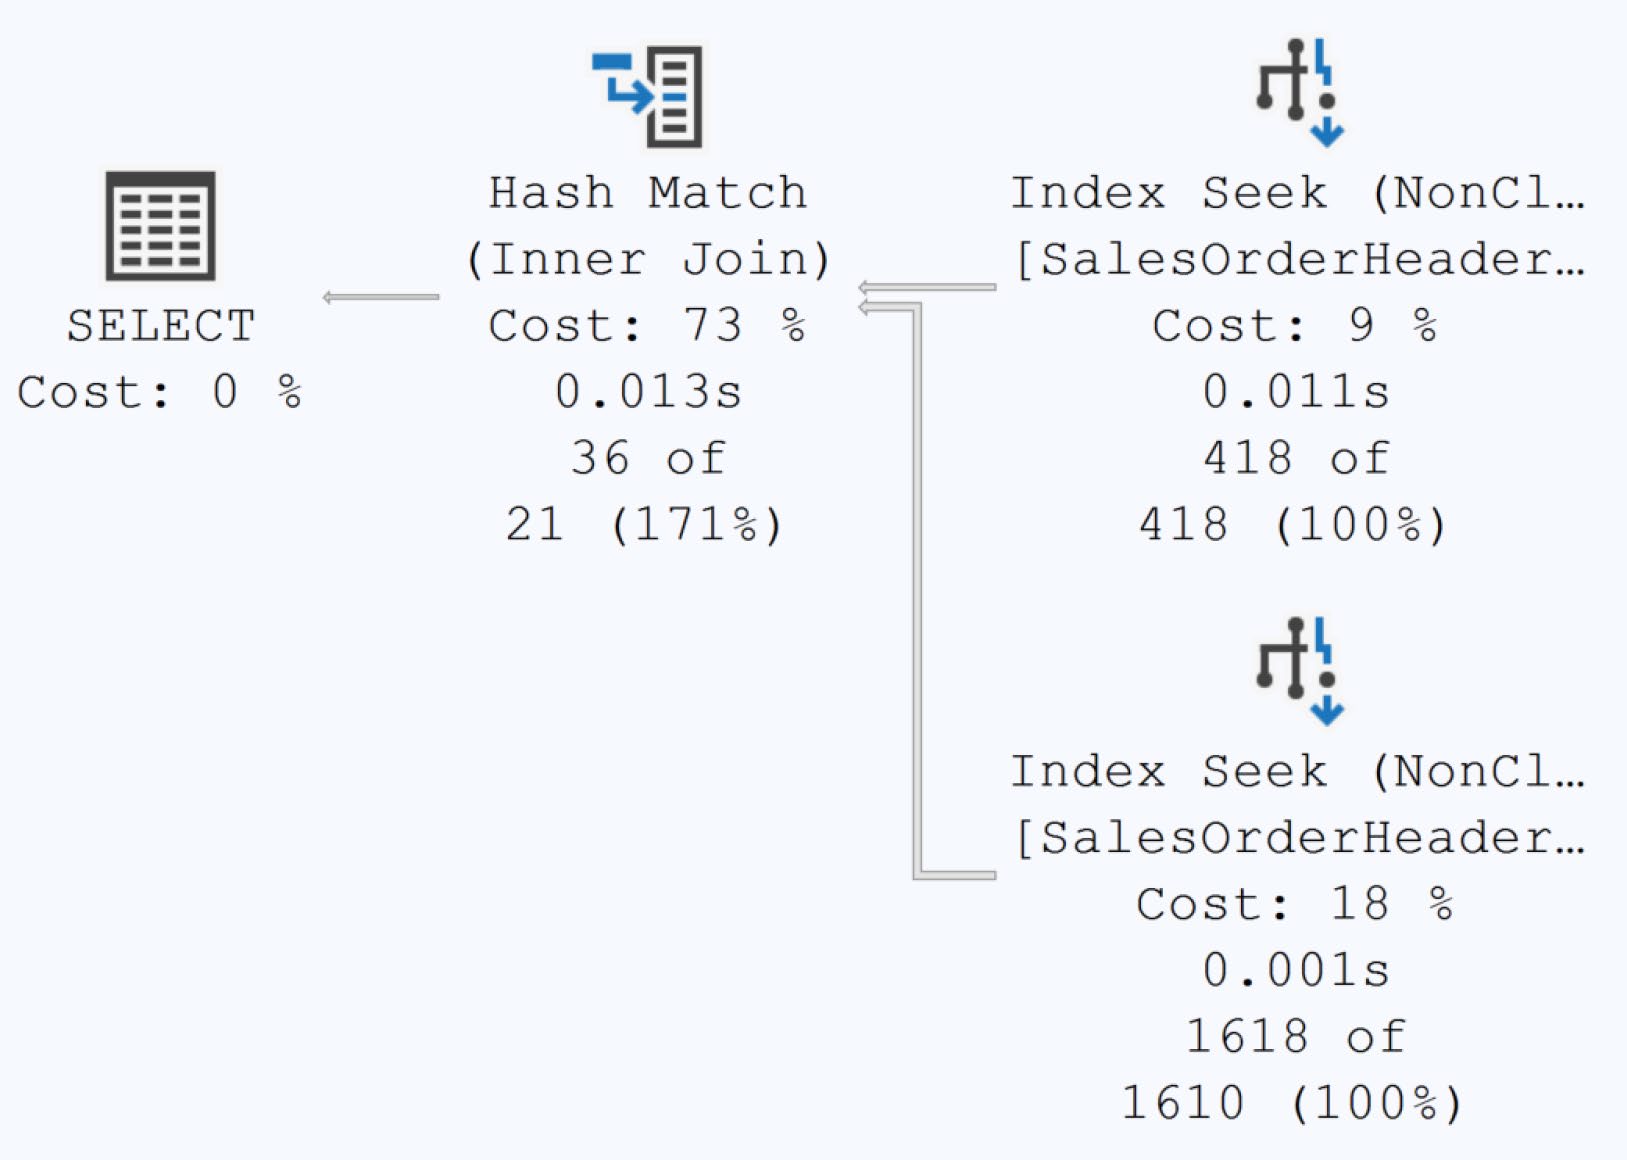 SELECT
Cost: 0 %
Hash Match
(Inner Join)
Cost: 73 %
0.013s
36 of
21 (171%)
Index Seek (NonCl…
[SalesOrderHeader…
Cost: 9 %
0.011s
418 of
418 (100%)
Index Seek (NonCl…
[SalesOrderHeader…
Cost: 18 %
0.001s
1618 of
1610 (100%)